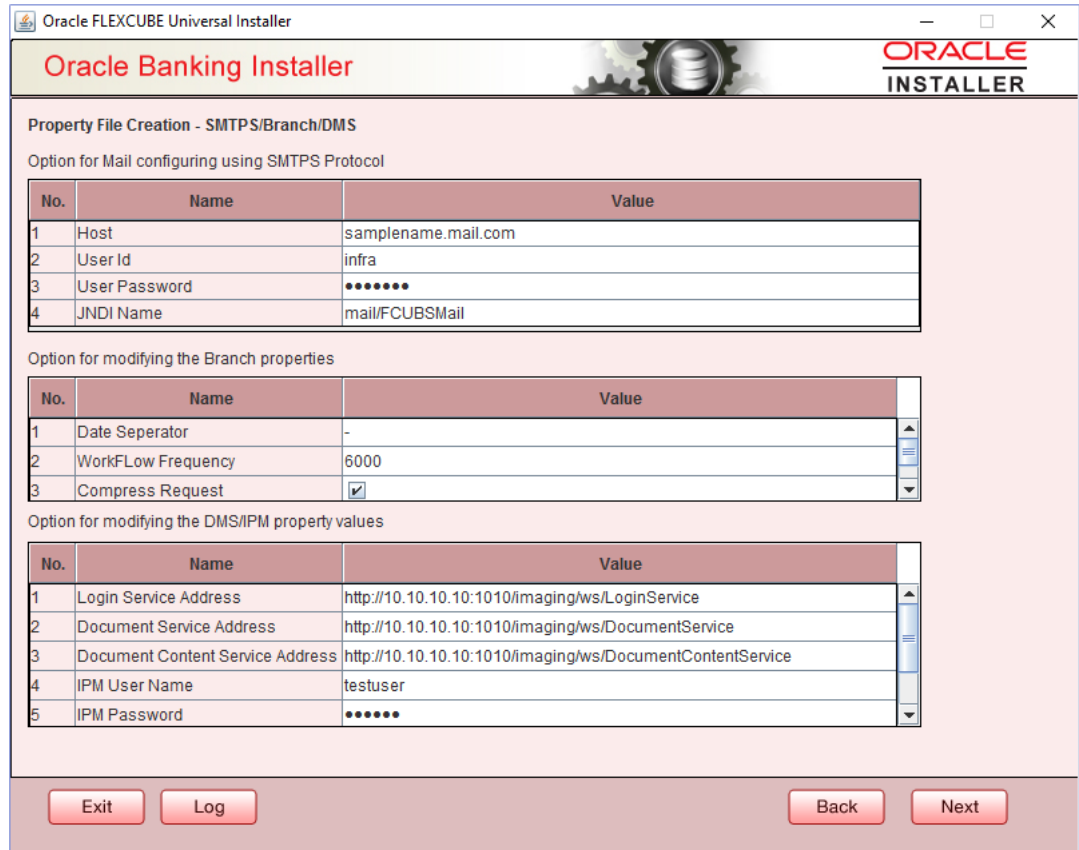 Oracle FLEXCUBE Universal Installer
Oracle Banking Installer
ORACLE
INSTALLER
Property File Creation - SMTPS/Branch/DMS
Option for Mail configuring using SMTPS Protocol
No. Name Value
1 Host samplename.mail.com
2 User Id infra
3 User Password •••••••
4 JNDI Name mail/FCUBSMail
Option for modifying the Branch properties
No. Name Value
1 Date Seperator -
2 WorkFLow Frequency 6000
3 Compress Request
Option for modifying the DMS/IPM property values
No. Name Value
1 Login Service Address http://10.10.10.10:1010/imaging/ws/LoginService
2 Document Service Address http://10.10.10.10:1010/imaging/ws/DocumentService
3 Document Content Service Address http://10.10.10.10:1010/imaging/ws/DocumentContentService
4 IPM User Name testuser
5 IPM Password ••••••
Exit Log Back Next